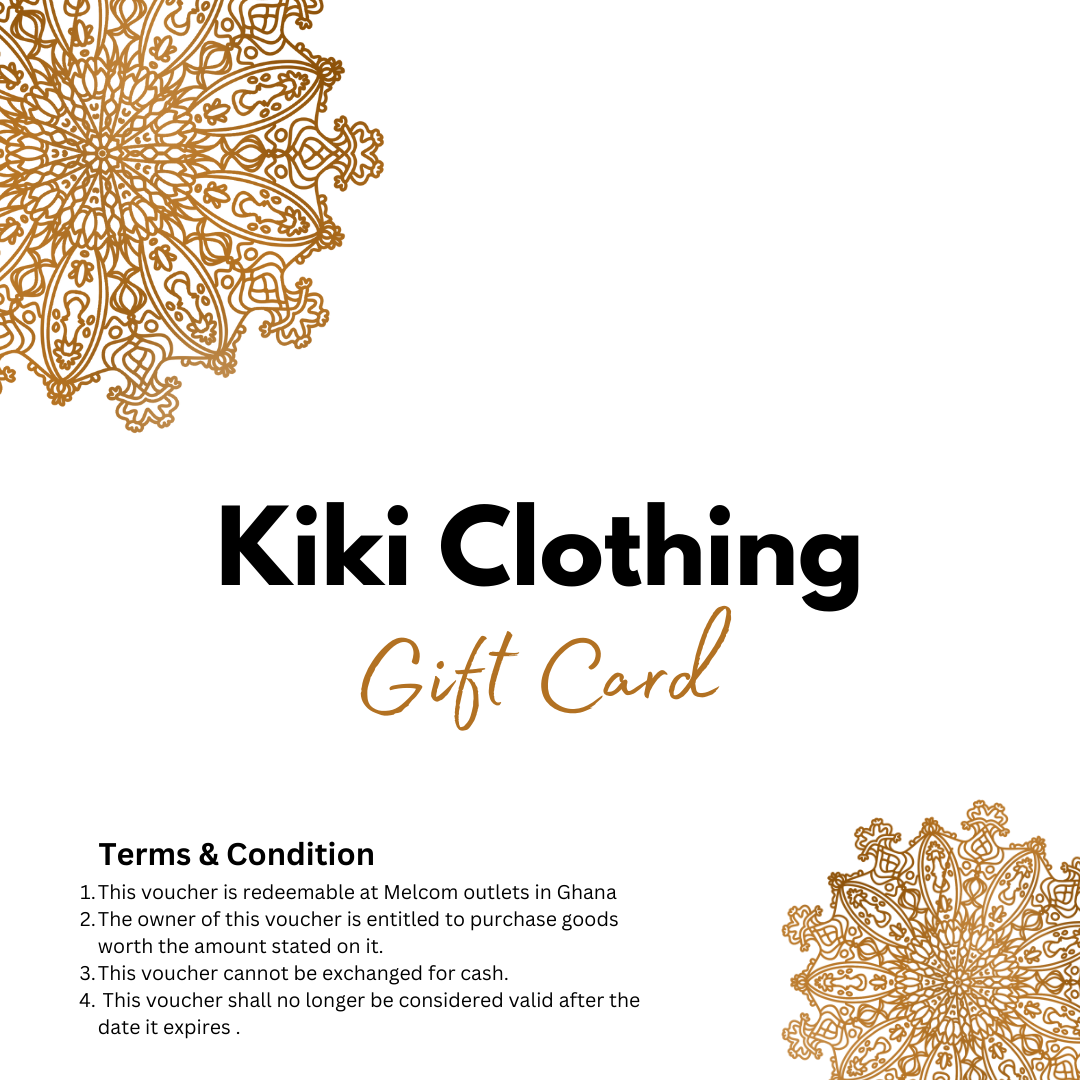 Kiki Clothing
Gift Card
Terms & Condition
1. This voucher is redeemable at Melcom outlets in Ghana
2. The owner of this voucher is entitled to purchase goods
worth the amount stated on it.
3. This voucher cannot be exchanged for cash.
4. This voucher shall no longer be considered valid after the
date it expires .